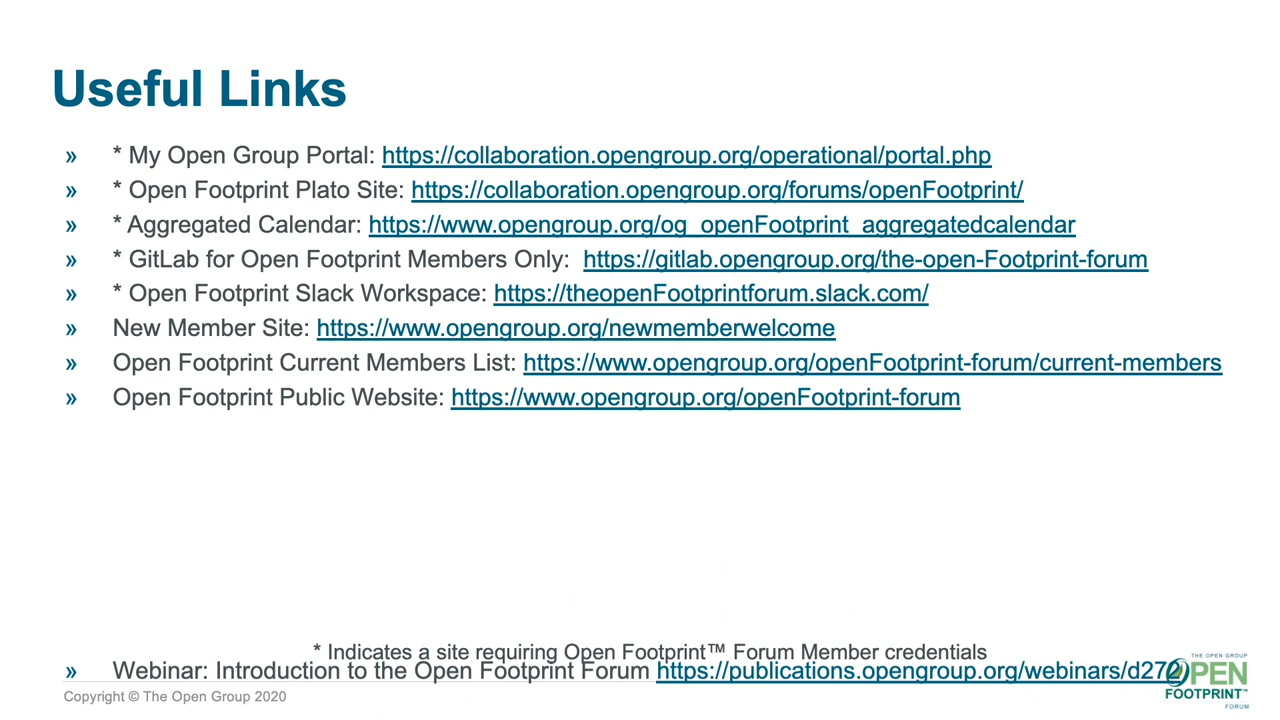 Useful Links
» * My Open Group Portal: https://collaboration.opengroup.org/operational/portal.php
» * Open Footprint Plato Site: https://collaboration.opengroup.org/forums/openFootprint/
» * Aggregated Calendar: https://www.opengroup.org/og_openFootprint_aggregatedcalendar
» * GitLab for Open Footprint Members Only: https://gitlab.opengroup.org/the-open-Footprint-forum
» * Open Footprint Slack Workspace: https://theopenFootprintforum.slack.com/
» New Member Site: https://www.opengroup.org/newmemberwelcome
» Open Footprint Current Members List: https://www.opengroup.org/openFootprint-forum/current-members
» Open Footprint Public Website: https://www.opengroup.org/openFootprint-forum
* Indicates a site requiring Open Footprint™ Forum Member credentials
» Webinar: Introduction to the Open Footprint Forum https://publications.opengroup.org/webinars/d272
Copyright © The Open Group 2020
THE OPEN GROUP
OPEN
FOOTPRINT™
FORUM